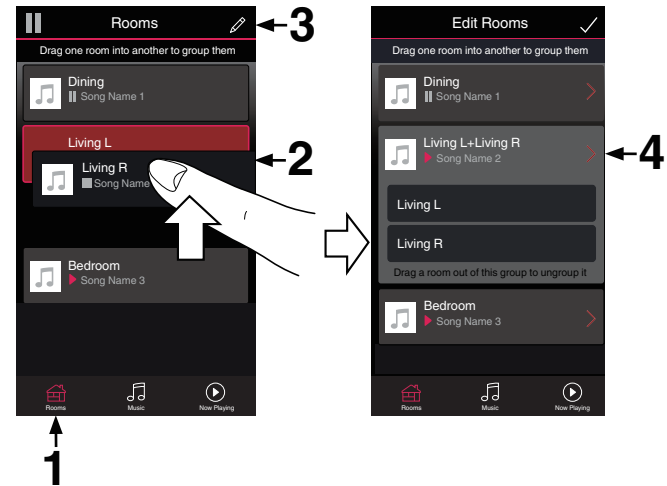 Rooms
3
Drag one room into another to group them
Dining
Song Name 1
Living L
2
Living R
Song Name
Bedroom
Song Name 3
Rooms
Music
Now Playing
1
Edit Rooms
Drag one room into another to group them
Dining
Song Name 1
Living L+Living R
4
Song Name 2
Living L
Living R
Drag a room out of this group to ungroup it
Bedroom
Song Name 3
Rooms
Music
Now Playing